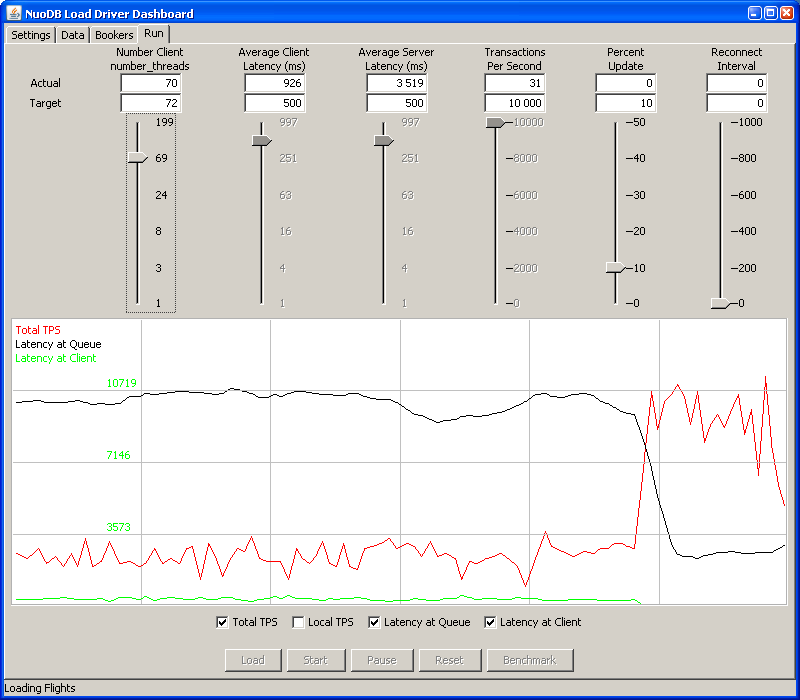 NuoDB Load Driver Dashboard
Settings Data Bookers Run
Number Client Average Client Average Server Transactions Percent Reconnect
number_threads Latency (ms) Latency (ms) Per Second Update Interval
Actual 70 926 3 519 31 0 0
Target 72 500 500 10 000 10 0
199 997 997 10000 50 1000
69 251 251 8000 40 800
24 63 63 6000 30 600
8 16 16 4000 20 400
3 4 4 2000 10 200
1 1 1 0 0 0
Total TPS
Latency at Queue
Latency at Client
10719
7146
3573
Total TPS Local TPS Latency at Queue Latency at Client
Load Start Pause Reset Benchmark
Loading Flights